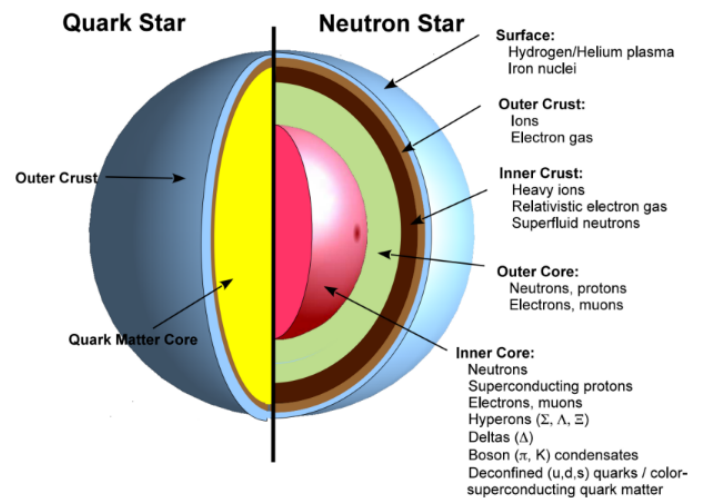 Quark Star
Neutron Star
Surface:
Hydrogen/Helium plasma
Iron nuclei
Outer Crust:
Ions
Electron gas
Inner Crust:
Heavy ions
Relativistic electron gas
Superfluid neutrons
Outer Core:
Neutrons, protons
Electrons, muons
Inner Core:
Neutrons
Superconducting protons
Electrons, muons
Hyperons (Σ, Λ, Ξ)
Deltas (Δ)
Boson (π, K) condensates
Deconfined (u,d,s) quarks / color-
superconducting quark matter
Outer Crust
Quark Matter Core